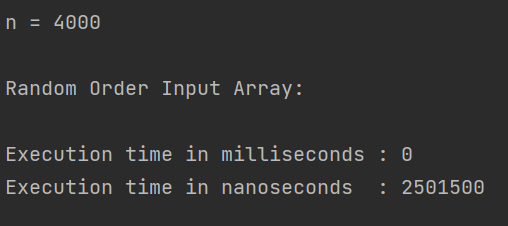 n = 4000
Random Order Input Array:
Execution time in milliseconds : 0
Execution time in nanoseconds  : 2501500